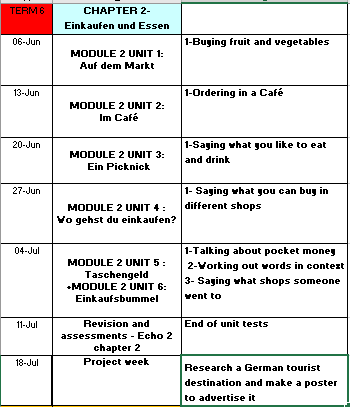 TERM 6
CHAPTER 2-
Einkaufen und Essen
06-Jun
MODULE 2 UNIT 1:
Auf dem Markt
1-Buying fruit and vegetables
13-Jun
MODULE 2 UNIT 2:
Im Café
1-Ordering in a Café
20-Jun
MODULE 2 UNIT 3:
Ein Picknick
1-Saying what you like to eat
and drink
27-Jun
MODULE 2 UNIT 4 :
Wo gehst du einkaufen?
1- Saying what you can buy in
different shops
04-Jul
MODULE 2 UNIT 5 :
Taschengeld
+MODULE 2 UNIT 6:
Einkaufsbummel
1-Talking about pocket money
2-Working out words in context
3- Saying what shops someone
went to
11-Jul
Revision and
assessments - Echo 2
chapter 2
End of unit tests
18-Jul
Project week
Research a German tourist
destination and make a poster
to advertise it